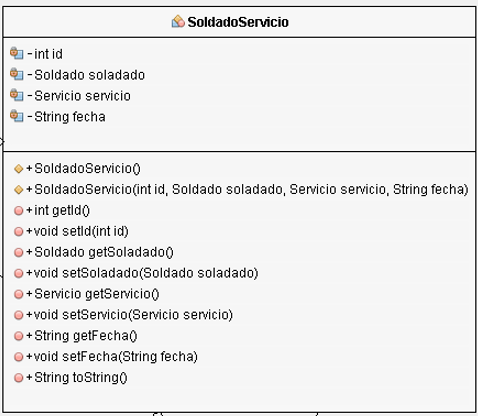 SoldadoServicio
- int id
- Soldado soladado
- Servicio servicio
- String fecha
+ SoldadoServicio()
+ SoldadoServicio(int id, Soldado soladado, Servicio servicio, String fecha)
+ int getId()
+ void setId(int id)
+ Soldado getSoladado()
+ void setSoladado(Soldado soladado)
+ Servicio getServicio()
+ void setServicio(Servicio servicio)
+ String getFecha()
+ void setFecha(String fecha)
+ String toString()